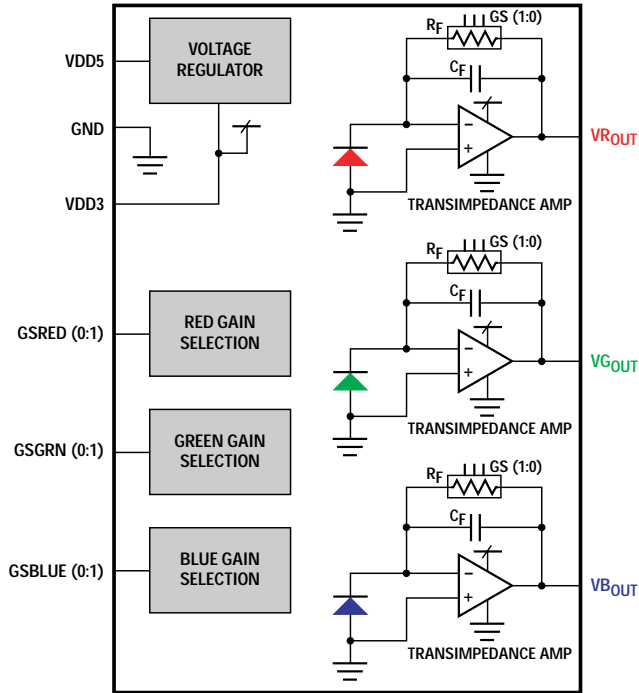 VDD5
GND
VDD3
VOLTAGE
REGULATOR
GSRED (0:1)
RED GAIN
SELECTION
GSGRN (0:1)
GREEN GAIN
SELECTION
GSBLUE (0:1)
BLUE GAIN
SELECTION
RF
GS (1:0)
CF
−
+
VROUT
TRANSIMPEDANCE AMP
RF
GS (1:0)
CF
−
+
VGOUT
TRANSIMPEDANCE AMP
RF
GS (1:0)
CF
−
+
VBOUT
TRANSIMPEDANCE AMP